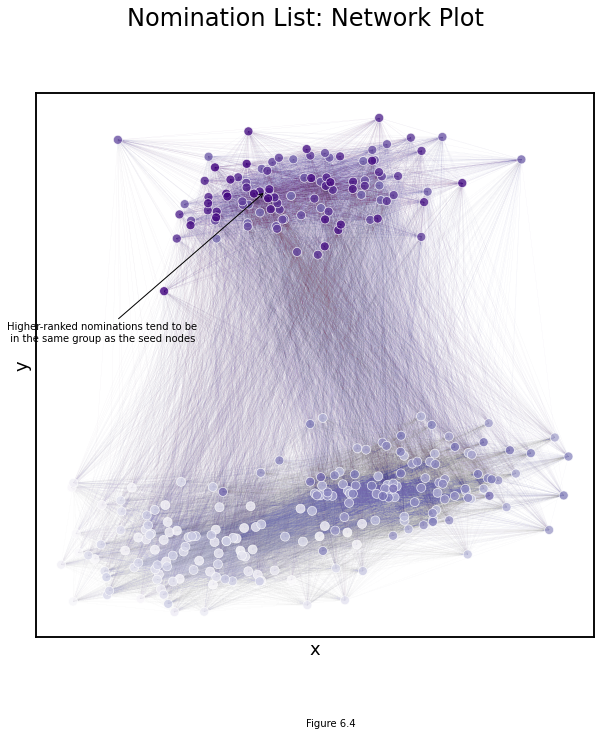 Nomination List: Network Plot
Higher-ranked nominations tend to be
in the same group as the seed nodes
y
x
Figure 6.4